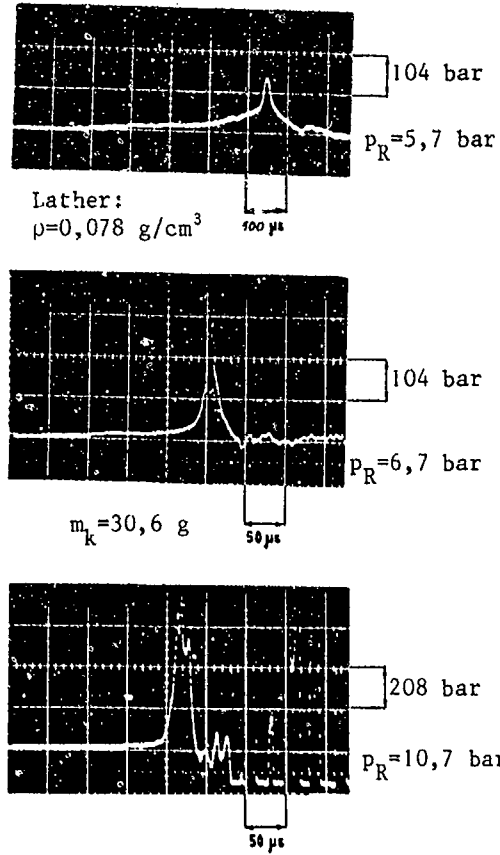 104 bar
p_R=5,7 bar
Lather:
ρ=0,078 g/cm³
100 µs
104 bar
p_R=6,7 bar
m_k=30,6 g
50 µs
208 bar
p_R=10,7 bar
50 µs